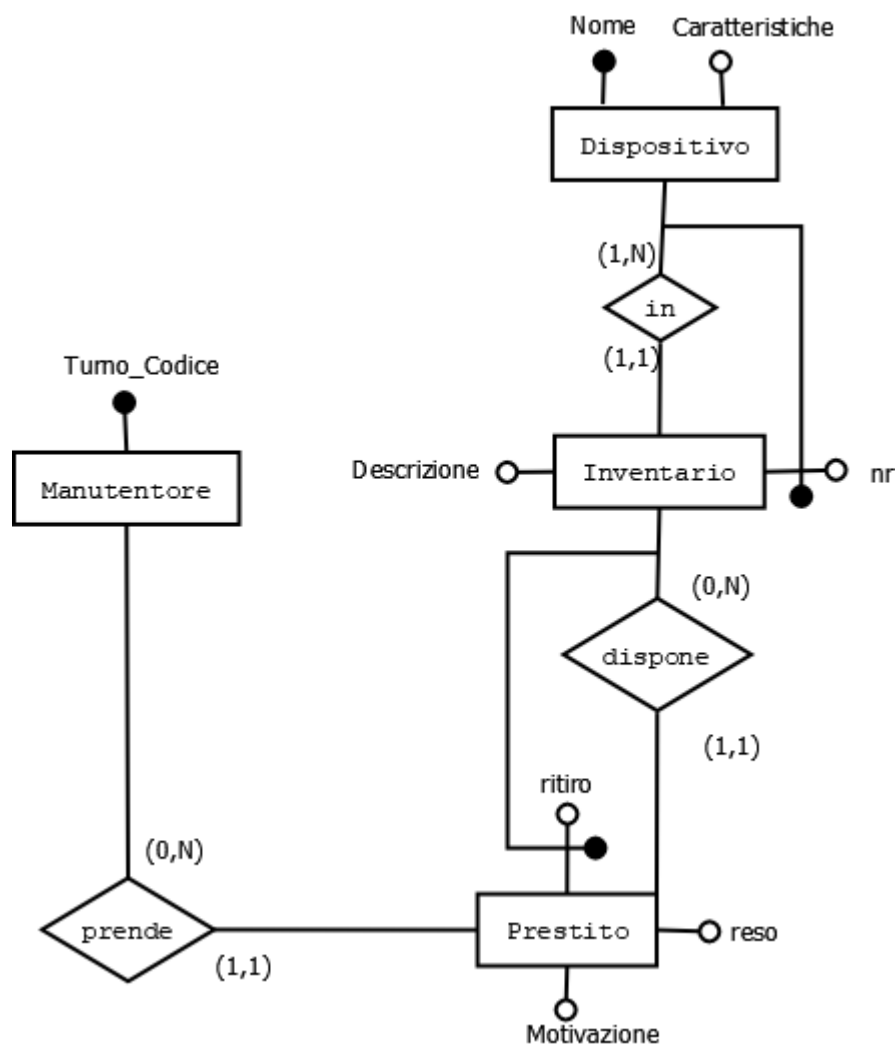 Nome Caratteristiche
Dispositivo
(1,N)
in
(1,1)
Turno_Codice
Manutentore
Descrizione
Inventario
nr
(0,N)
dispone
(1,1)
ritiro
(0,N)
prende
(1,1)
Prestito
reso
Motivazione